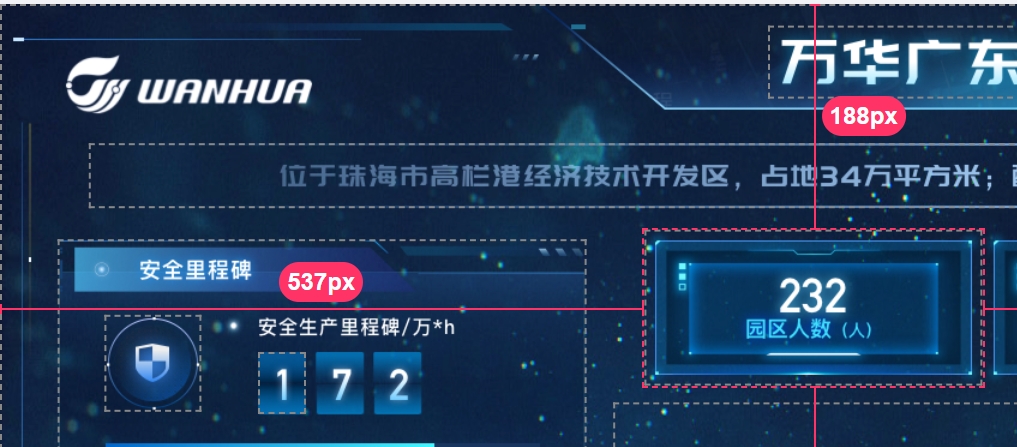 WANHUA
万华广东
188px
位于珠海市高栏港经济技术开发区，占地34万平方米；
安全里程碑
537px
安全生产里程碑/万*h
1 7 2
232
园区人数（人）